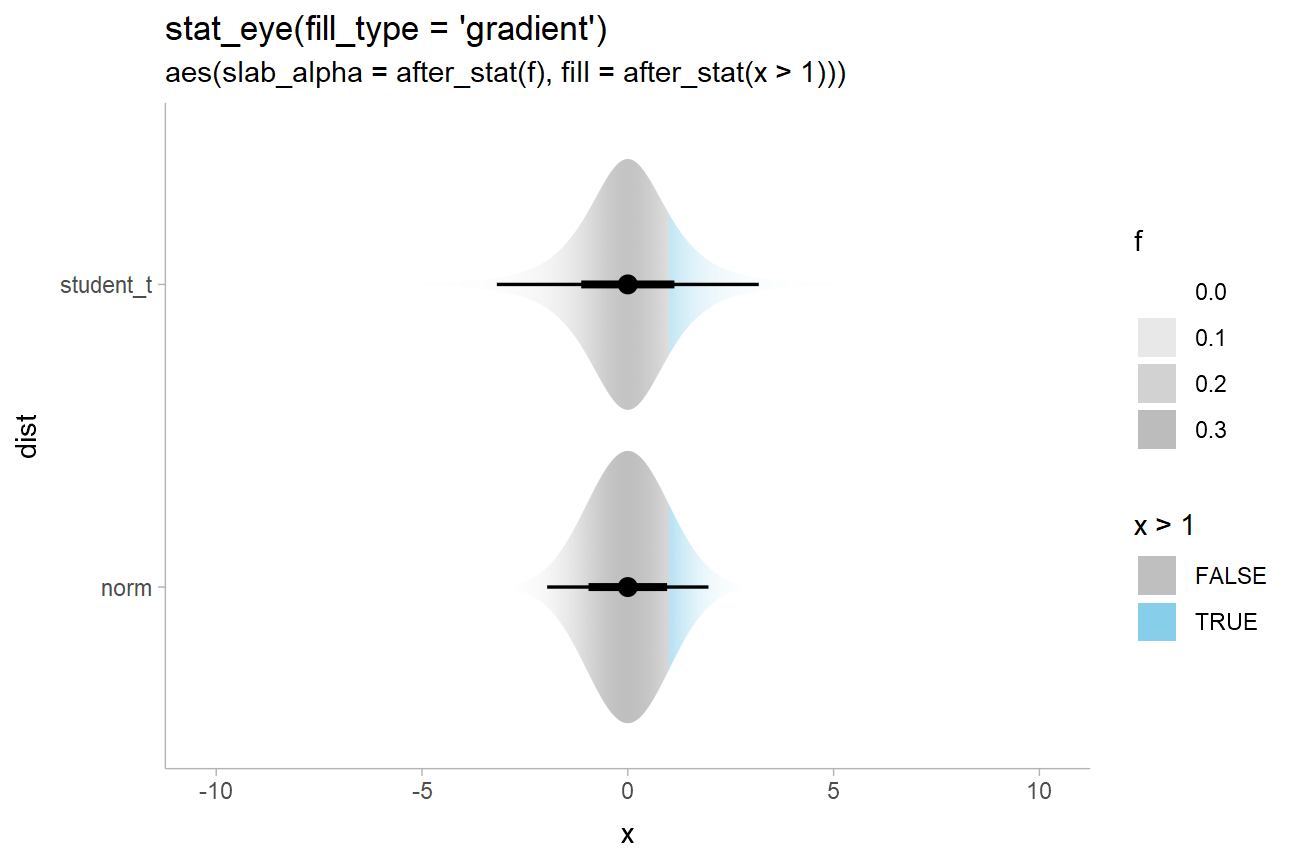 stat_eye(fill_type = 'gradient')
aes(slab_alpha = after_stat(f), fill = after_stat(x > 1)))
dist
student_t
norm
-10
-5
0
5
10
x
f
0.0
0.1
0.2
0.3
x > 1
FALSE
TRUE